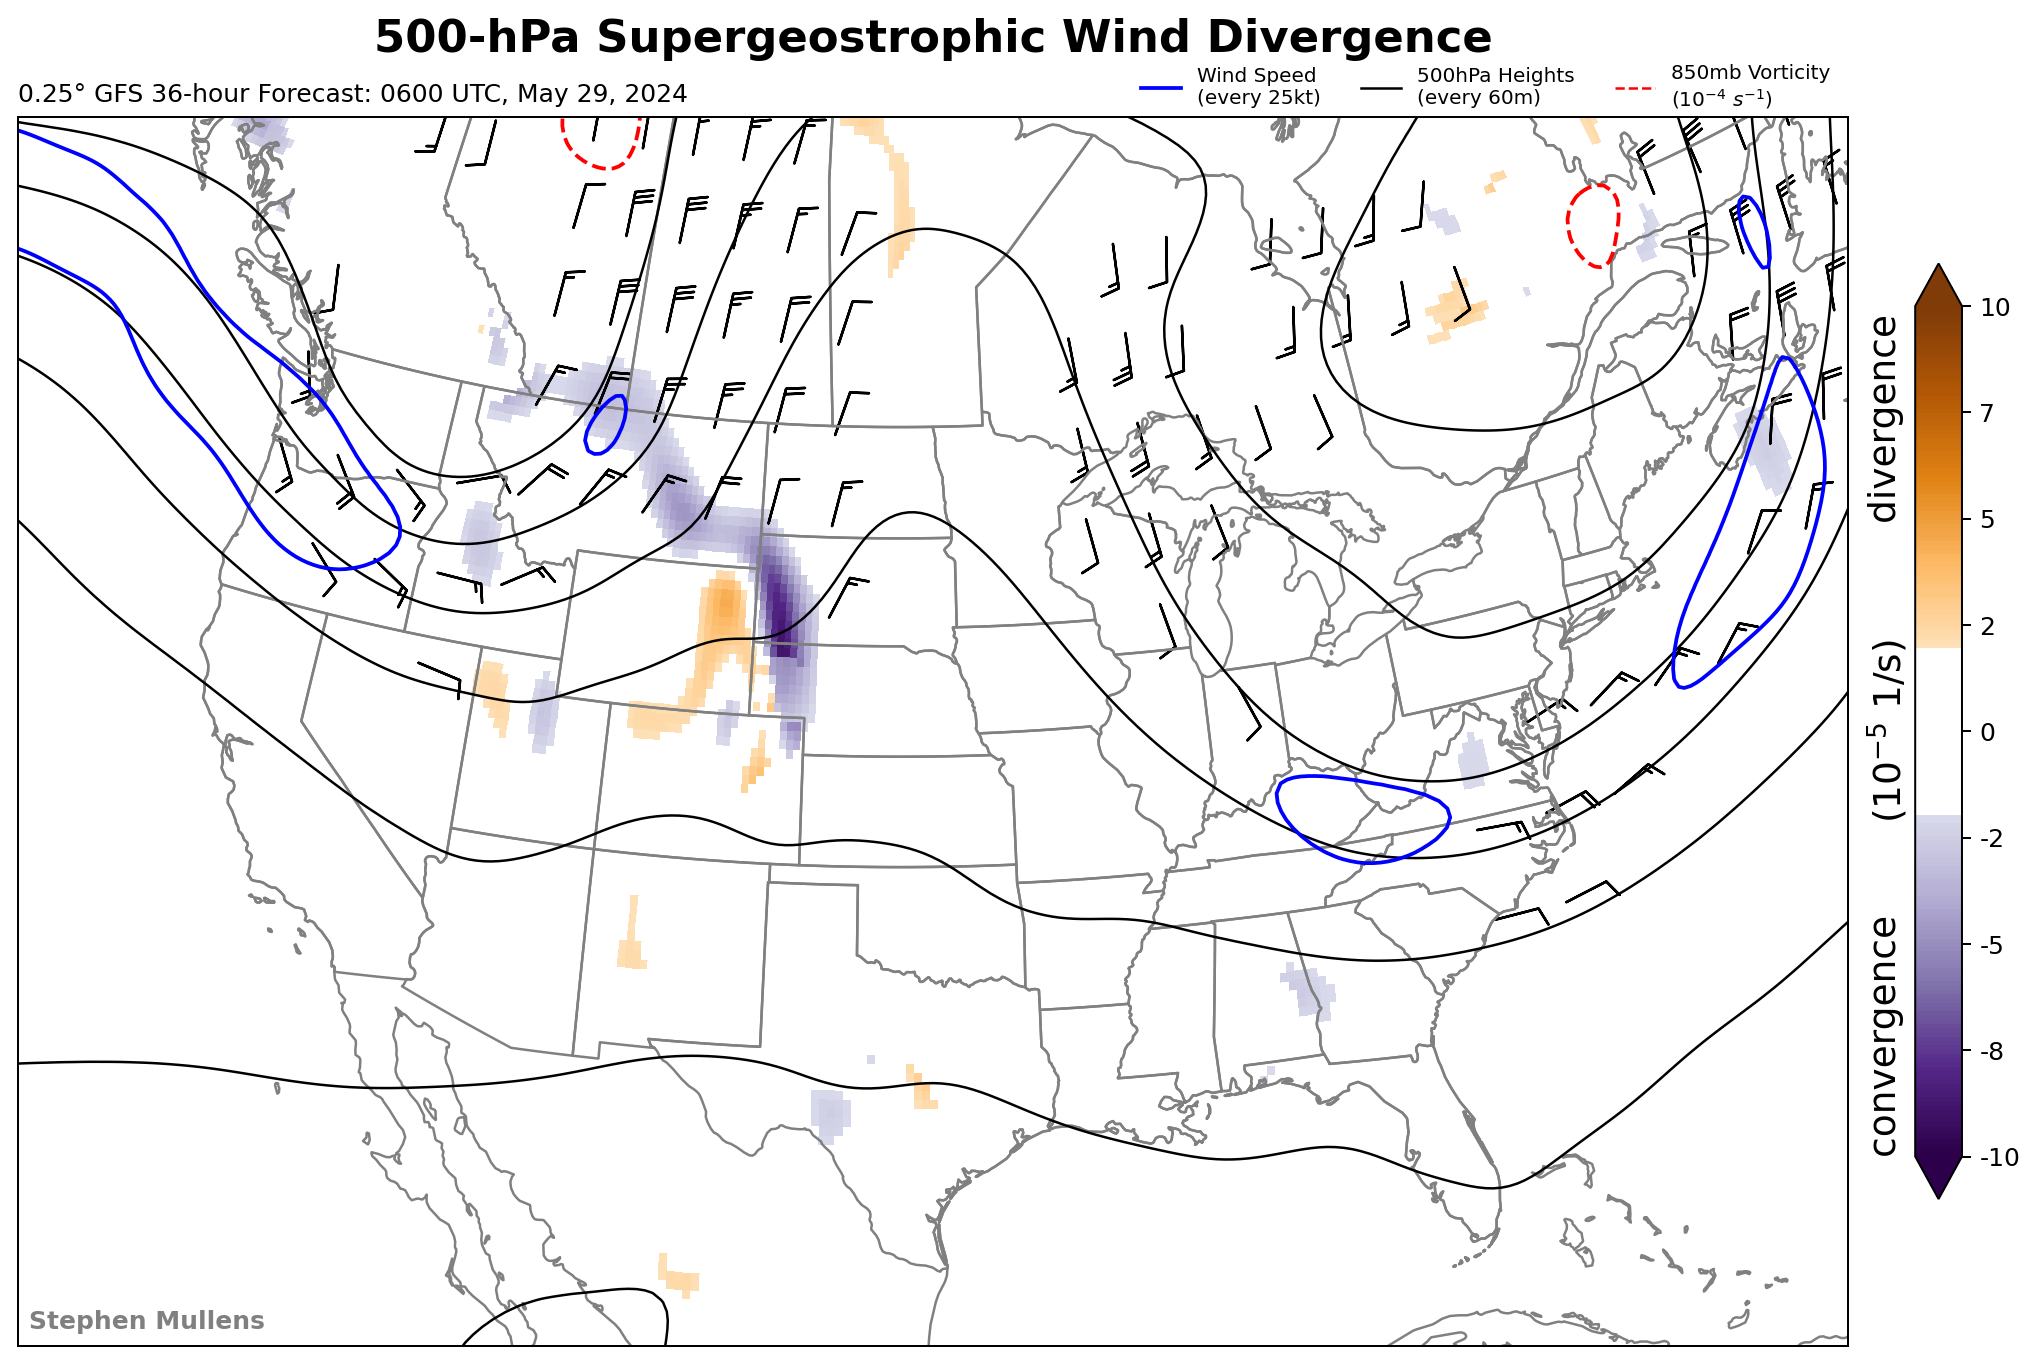 500-hPa Supergeostrophic Wind Divergence
0.25° GFS 36-hour Forecast: 0600 UTC, May 29, 2024
Wind Speed
(every 25kt)
500hPa Heights
(every 60m)
850mb Vorticity
(10⁻⁴ s⁻¹)
10
7
5
2
0
-2
-5
-8
-10
convergence (10⁻⁵ 1/s) divergence
Stephen Mullens